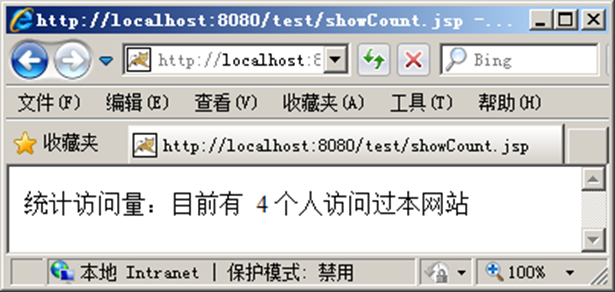 http://localhost:8080/test/showCount.jsp - ...
http://localhost:8 Bing
文件(F) 编辑(E) 查看(V) 收藏夹(A) 工具(T) 帮助(H)
收藏夹 http://localhost:8080/test/showCount.jsp
统计访问量：目前有 4 个人访问过本网站
本地 Intranet | 保护模式: 禁用 100%